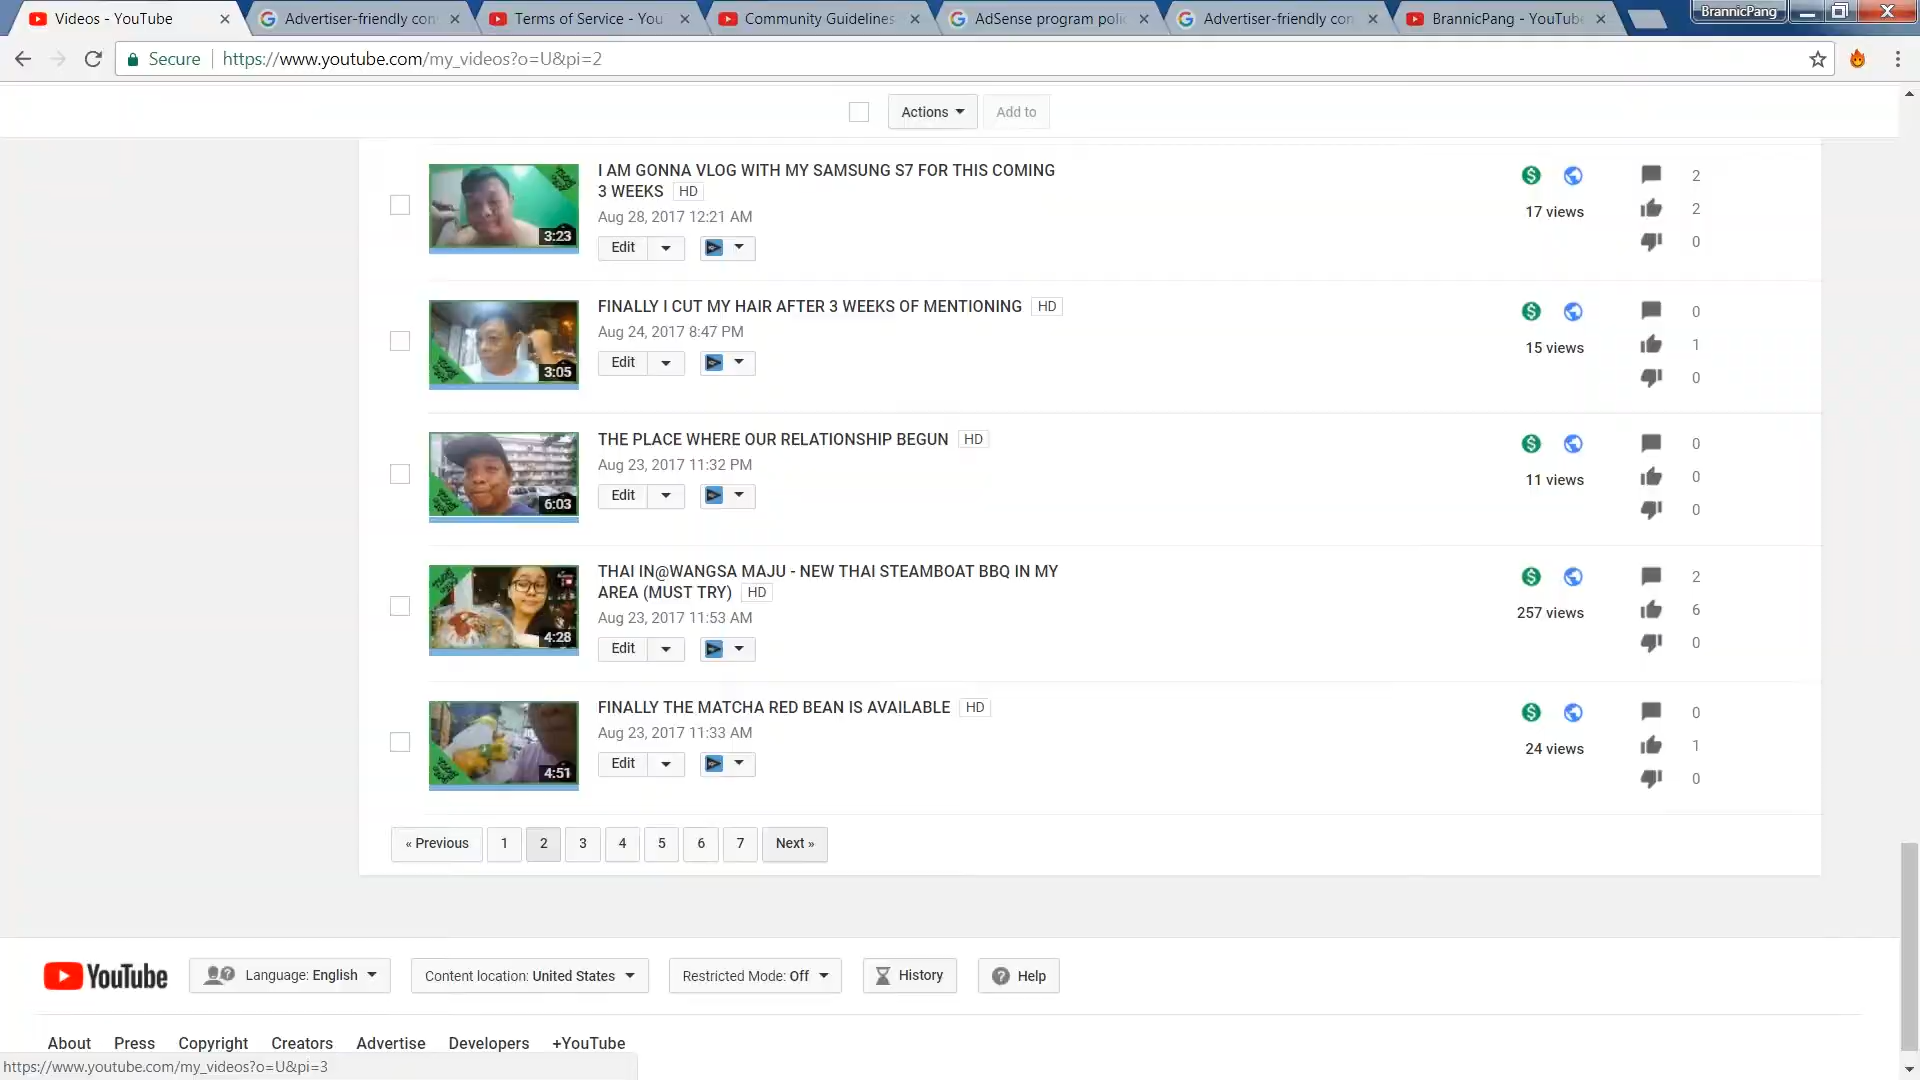 Videos - YouTube
Advertiser-friendly con
Terms of Service - You
Community Guidelines
AdSense program polic
Advertiser-friendly con
BrannicPang - YouTube
BrannicPang
Secure https://www.youtube.com/my_videos?o=U&pi=2
Actions Add to
I AM GONNA VLOG WITH MY SAMSUNG S7 FOR THIS COMING
3 WEEKS HD
Aug 28, 2017 12:21 AM
3:23
Edit
17 views
2
2
0
FINALLY I CUT MY HAIR AFTER 3 WEEKS OF MENTIONING HD
Aug 24, 2017 8:47 PM
3:05
Edit
15 views
0
1
0
THE PLACE WHERE OUR RELATIONSHIP BEGUN HD
Aug 23, 2017 11:32 PM
6:03
Edit
11 views
0
0
0
THAI IN@WANGSA MAJU - NEW THAI STEAMBOAT BBQ IN MY
AREA (MUST TRY) HD
Aug 23, 2017 11:53 AM
4:28
Edit
257 views
2
6
0
FINALLY THE MATCHA RED BEAN IS AVAILABLE HD
Aug 23, 2017 11:33 AM
4:51
Edit
24 views
0
1
0
« Previous 1 2 3 4 5 6 7 Next »
YouTube Language: English Content location: United States Restricted Mode: Off History Help
About Press Copyright Creators Advertise Developers +YouTube
https://www.youtube.com/my_videos?o=U&pi=3